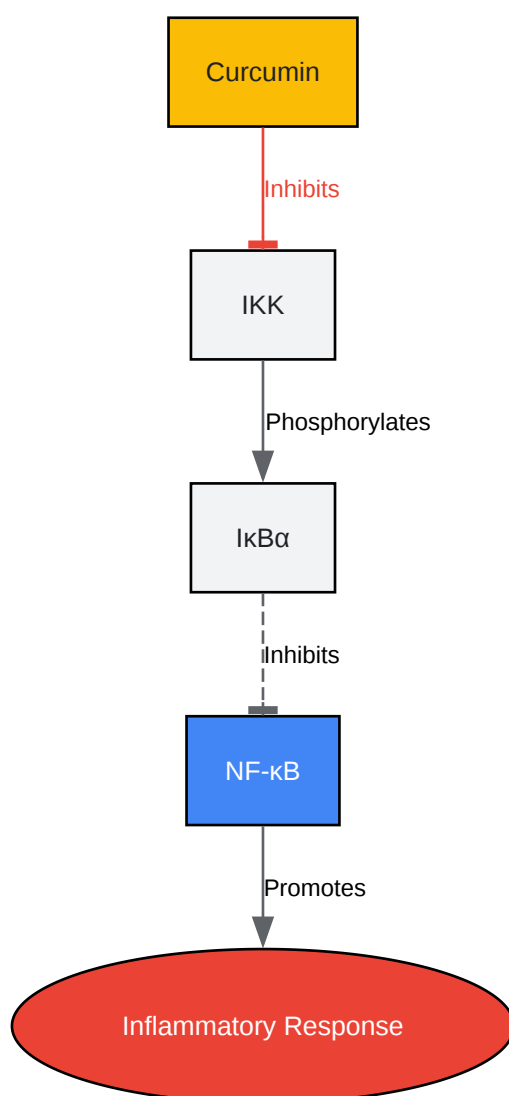 Curcumin
Inhibits
IKK
Phosphorylates
IκBα
Inhibits
NF-κB
Promotes
Inflammatory Response